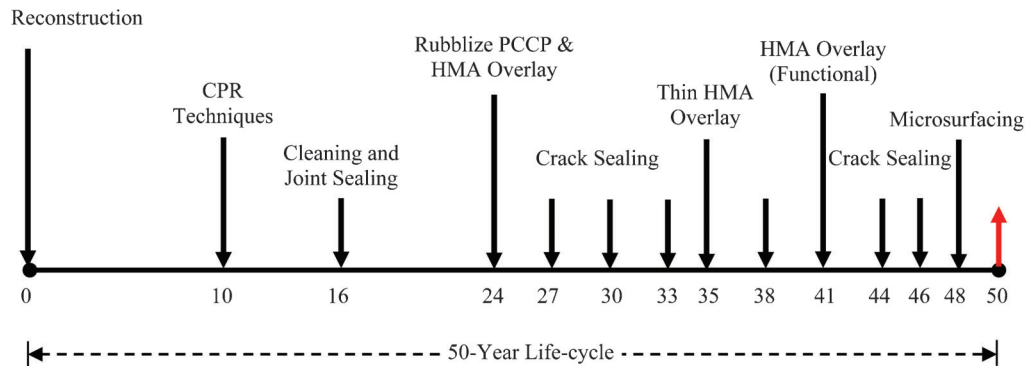 Reconstruction
CPR
Techniques
Cleaning and
Joint Sealing
Rubblize PCCP &
HMA Overlay
Crack Sealing
Thin HMA
Overlay
HMA Overlay
(Functional)
Crack Sealing
Microsurfacing
0 10 16 24 27 30 33 35 38 41 44 46 48 50
50-Year Life-cycle